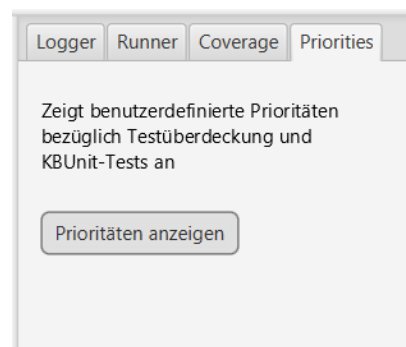 Logger Runner Coverage Priorities
Zeigt benutzerdefinierte Prioritäten
bezüglich Testüberdeckung und
KBUnit-Tests an
Prioritäten anzeigen